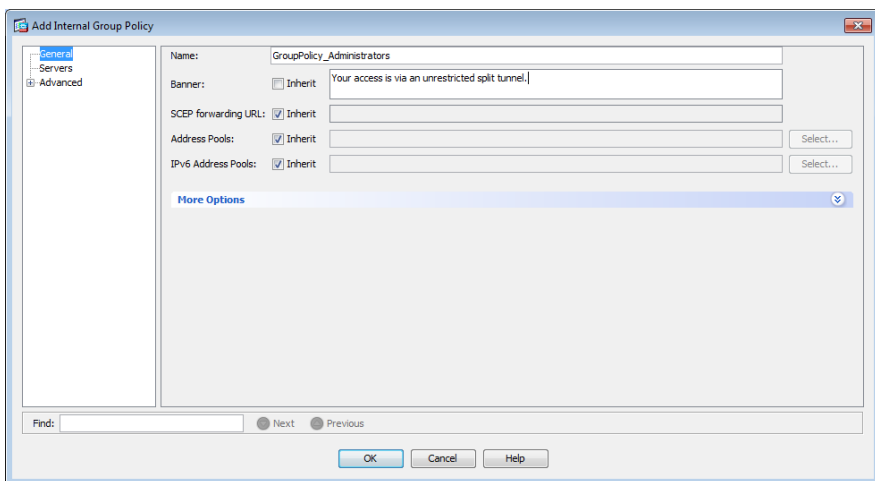 Add Internal Group Policy
General
Servers
Advanced
Name: GroupPolicy_Administrators
Banner: Inherit Your access is via an unrestricted split tunnel.
SCEP forwarding URL: Inherit
Address Pools: Inherit Select...
IPv6 Address Pools: Inherit Select...
More Options
Find: Next Previous
OK Cancel Help